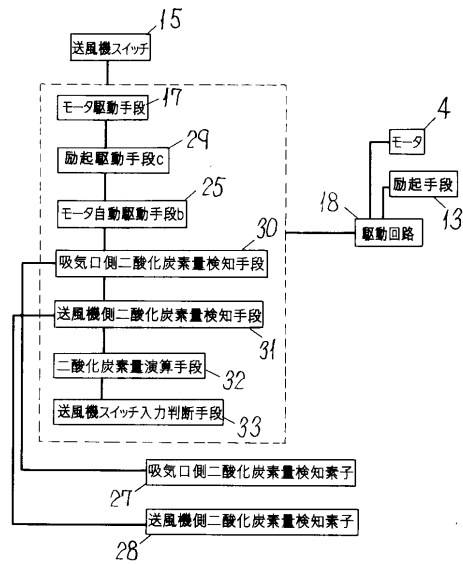 15
送風機スイッチ
17
モータ駆動手段
29
励起駆動手段c
25
モータ自動駆動手段b
30
吸気口側二酸化炭素量検知手段
送風機側二酸化炭素量検知手段
31
二酸化炭素量演算手段
32
送風機スイッチ入力判断手段
33
4
モータ
励起手段
13
18
駆動回路
吸気口側二酸化炭素量検知素子
27
送風機側二酸化炭素量検知素子
28